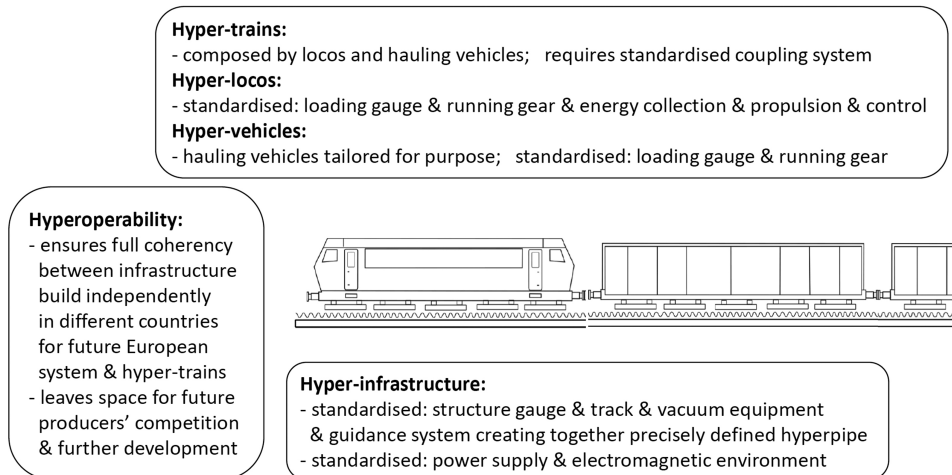 Hyper-trains:
- composed by locos and hauling vehicles;   requires standardised coupling system
Hyper-locos:
- standardised: loading gauge & running gear & energy collection & propulsion & control
Hyper-vehicles:
- hauling vehicles tailored for purpose;   standardised: loading gauge & running gear
Hyperoperability:
- ensures full coherency
between infrastructure
build independently
in different countries
for future European
system & hyper-trains
- leaves space for future
producers’ competition
& further development
Hyper-infrastructure:
- standardised: structure gauge & track & vacuum equipment
& guidance system creating together precisely defined hyperpipe
- standardised: power supply & electromagnetic environment